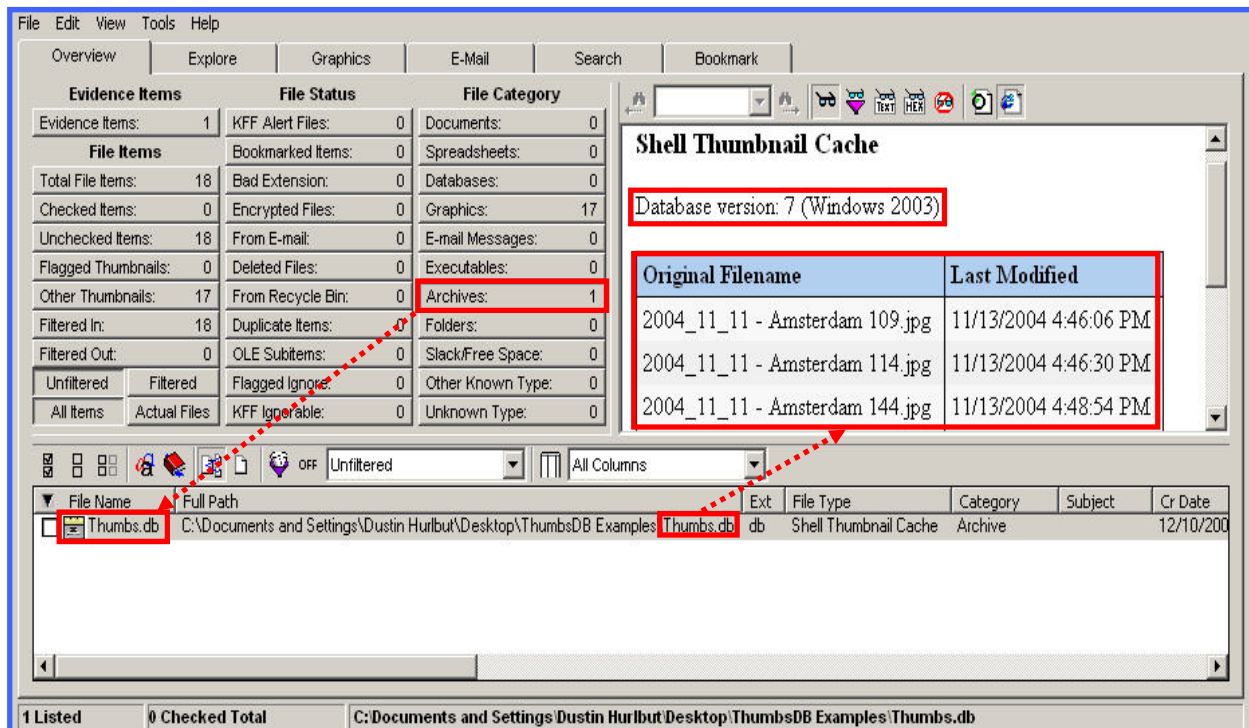 File Edit View Tools Help
Overview Explore Graphics E-Mail Search Bookmark
Evidence Items
Evidence Items: 1
File Items
Total File Items: 18
Checked Items: 0
Unchecked Items: 18
Flagged Thumbnails: 0
Other Thumbnails: 17
Filtered In: 18
Filtered Out: 0
Unfiltered Filtered
All Items Actual Files
File Status
KFF Alert Files: 0
Bookmarked Items: 0
Bad Extension: 0
Encrypted Files: 0
From E-mail: 0
Deleted Files: 0
From Recycle Bin: 0
Duplicate Items: 0
OLE Subitems: 0
Flagged Ignore: 0
KFF Ignorable: 0
File Category
Documents: 0
Spreadsheets: 0
Databases: 0
Graphics: 17
E-mail Messages: 0
Executables: 0
Archives: 1
Folders: 0
Slack/Free Space: 0
Other Known Type: 0
Unknown Type: 0
TEXT HEX
Shell Thumbnail Cache
Database version: 7 (Windows 2003)
Original Filename Last Modified
2004_11_11 - Amsterdam 109.jpg 11/13/2004 4:46:06 PM
2004_11_11 - Amsterdam 114.jpg 11/13/2004 4:46:30 PM
2004_11_11 - Amsterdam 144.jpg 11/13/2004 4:48:54 PM
OFF Unfiltered All Columns
File Name Full Path Ext File Type Category Subject Cr Date
Thumbs.db C:\Documents and Settings\Dustin Hurlbut\Desktop\ThumbsDB Examples\Thumbs.db db Shell Thumbnail Cache Archive 12/10/200
1 Listed 0 Checked Total C:\Documents and Settings\Dustin Hurlbut\Desktop\ThumbsDB Examples\Thumbs.db